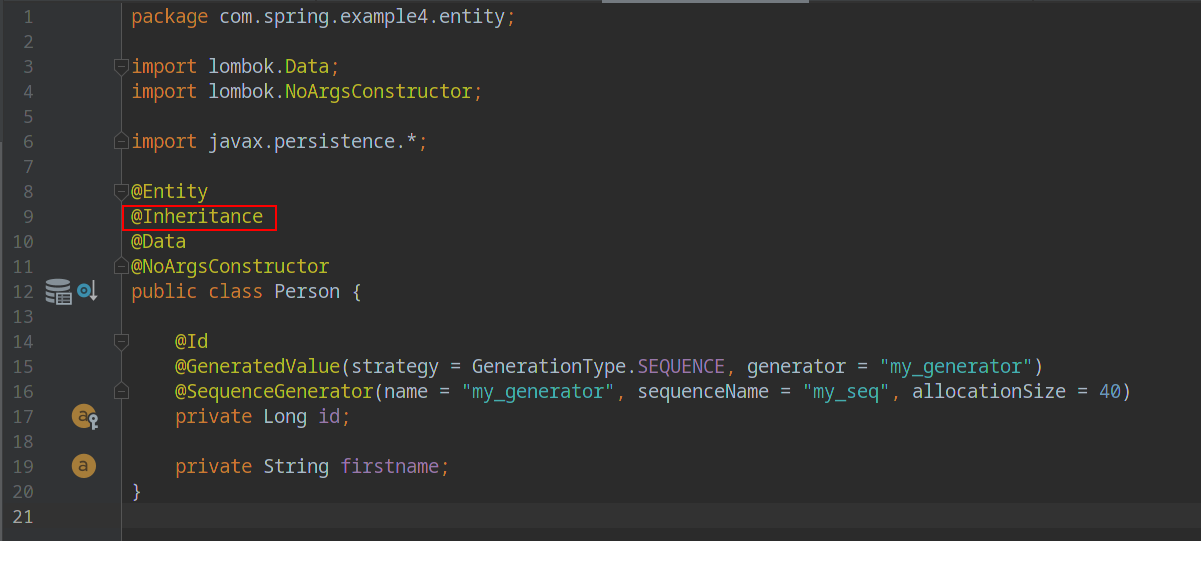 1 package com.spring.example4.entity;
2
3 import lombok.Data;
4 import lombok.NoArgsConstructor;
5
6 import javax.persistence.*;
7
8 @Entity
9 @Inheritance
10 @Data
11 @NoArgsConstructor
12 public class Person {
13
14 @Id
15 @GeneratedValue(strategy = GenerationType.SEQUENCE, generator = "my_generator")
16 @SequenceGenerator(name = "my_generator", sequenceName = "my_seq", allocationSize = 40)
17 a private Long id;
18
19 a private String firstname;
20 }
21